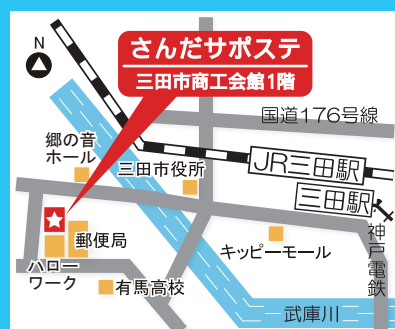 さんだサポステ
三田市商工会館1階
N
国道176号線
郷の音
ホール
三田市役所
JR三田駅
三田駅
神戸電鉄
郵便局
キッピーモール
ハロー
ワーク
有馬高校
武庫川